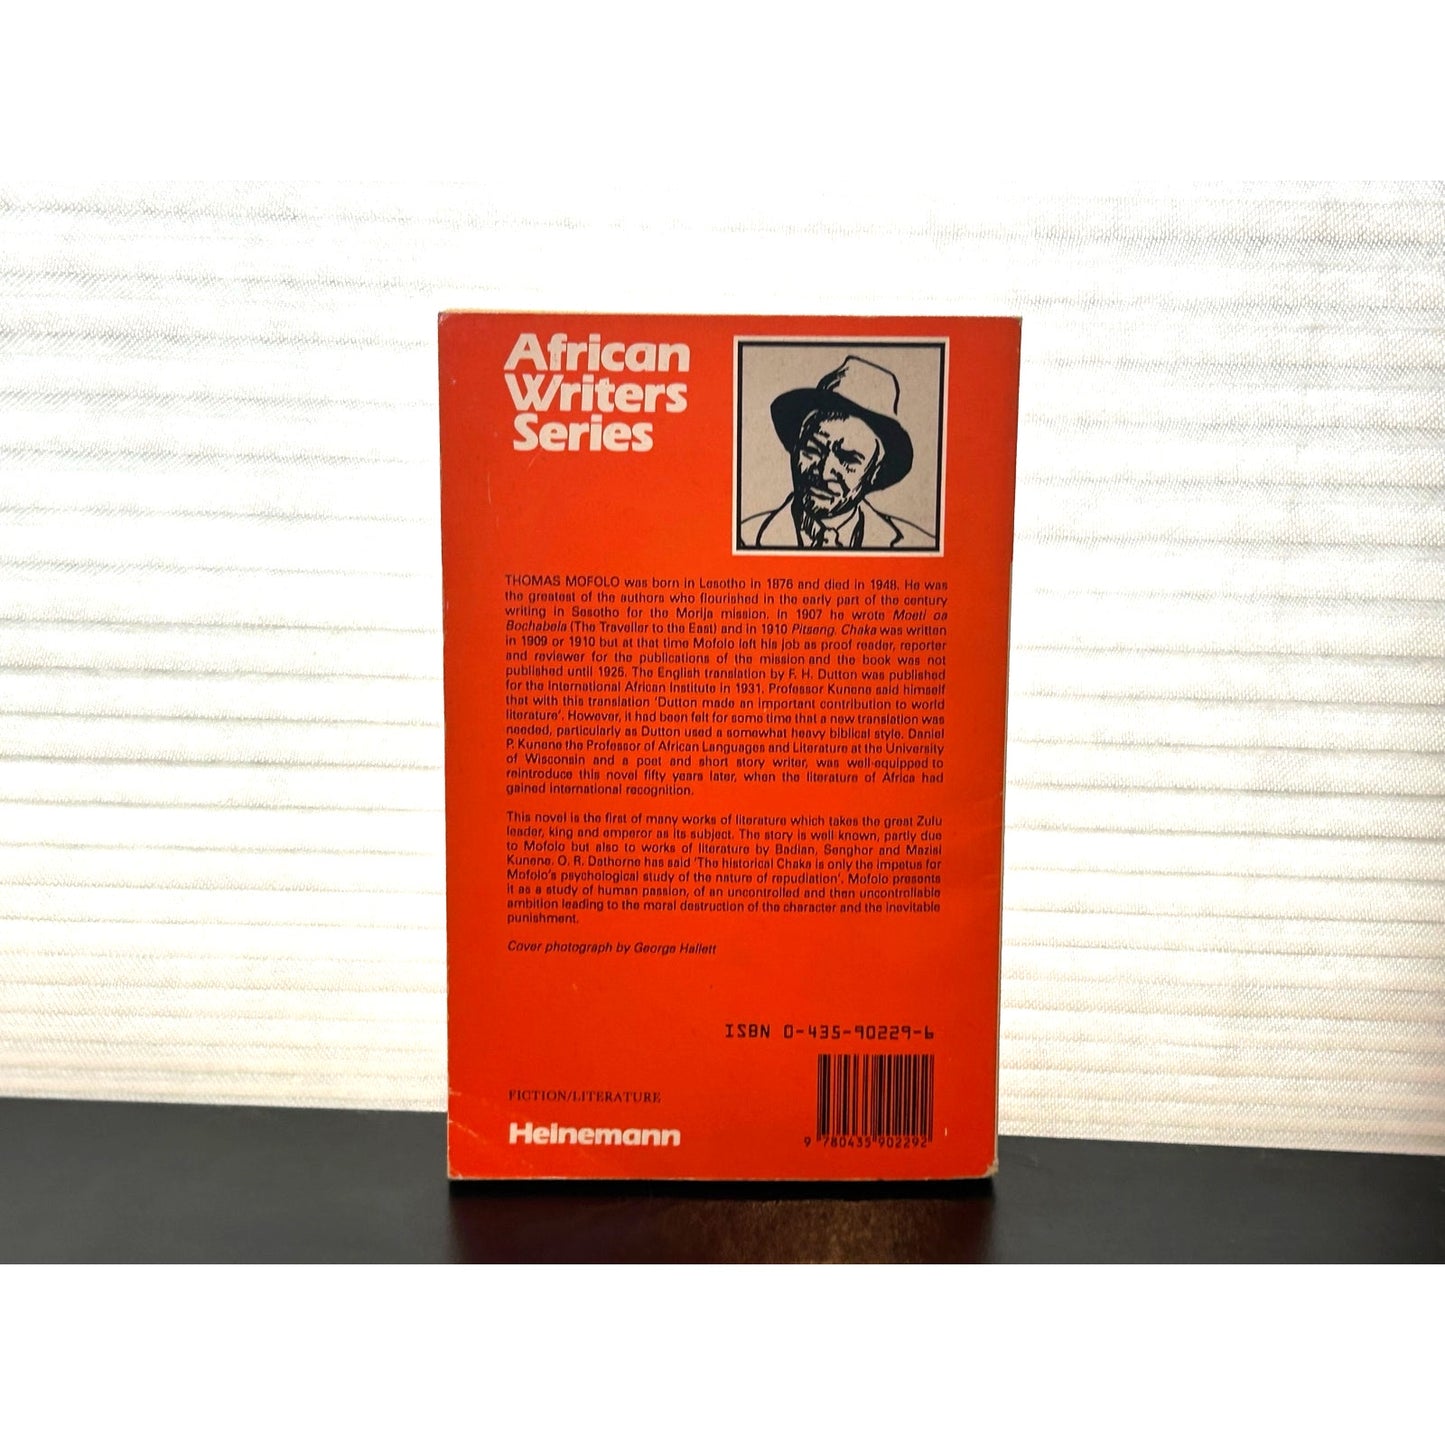 African
Writers
Series
THOMAS MOFOLO was born in Lesotho in 1876 and died in 1948. He was
the greatest of the authors who flourished in the early part of the century
writing in Sesotho for the Morija mission. In 1907 he wrote Moeti oa
Bochabela (The Traveller to the East) and in 1910 Pitseng. Chaka was written
in 1909 or 1910 but at that time Mofolo left his job as proof reader, reporter
and reviewer for the publications of the mission and the book was not
published until 1925. The English translation by F. H. Dutton was published
for the International African Institute in 1931. Professor Kunene said himself
that with this translation 'Dutton made an important contribution to world
literature'. However, it had been felt for some time that a new translation was
needed, particularly as Dutton used a somewhat heavy biblical style. Daniel
P. Kunene the Professor of African Languages and Literature at the University
of Wisconsin and a poet and short story writer, was well-equipped to
reintroduce this novel fifty years later, when the literature of Africa had
gained international recognition.
This novel is the first of many works of literature which takes the great Zulu
leader, king and emperor as its subject. The story is well known, partly due
to Mofolo but also to works of literature by Badian, Senghor and Mazisi
Kunene. O. R. Dathorne has said 'The historical Chaka is only the impetus for
Mofolo's psychological study of the nature of repudiation'. Mofolo presents
it as a study of human passion, of an uncontrolled and then uncontrollable
ambition leading to the moral destruction of the character and the inevitable
punishment.
Cover photograph by George Hallett
ISBN 0-435-90229-6
FICTION/LITERATURE
Heinemann
9 780435 902292